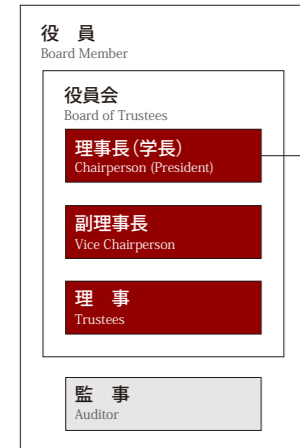 役　員
Board Member
役員会
Board of Trustees
理事長（学長）
Chairperson (President)
副理事長
Vice Chairperson
理　事
Trustees
監　事
Auditor